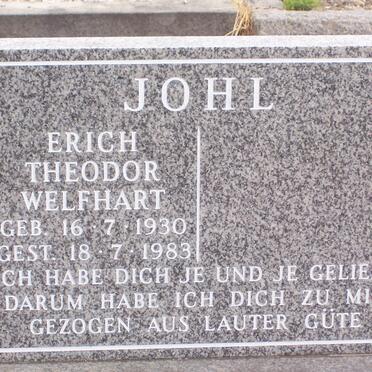 JOHL
ERICH
THEODOR
WELFHART
GEB. 16·7·1930
GEST. 18·7·1983
ICH HABE DICH JE UND JE GELIE
DARUM HABE ICH DICH ZU MI
GEZOGEN AUS LAUTER GÜTE